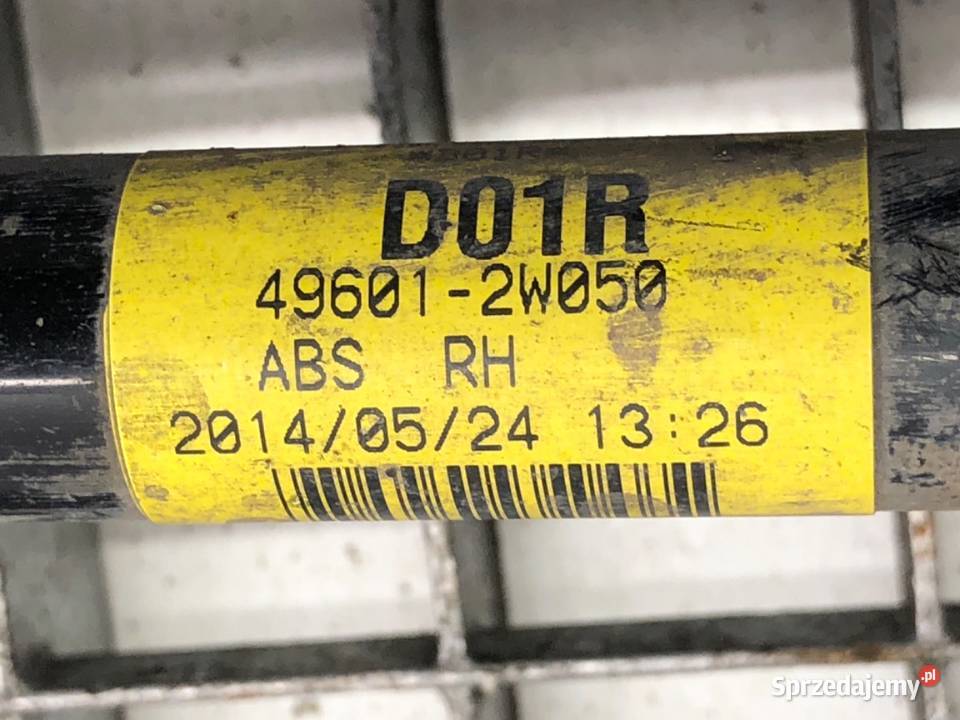 D01R
49601-2W050
ABS RH
2014/05/24 13:26
Sprzedajemy.pl